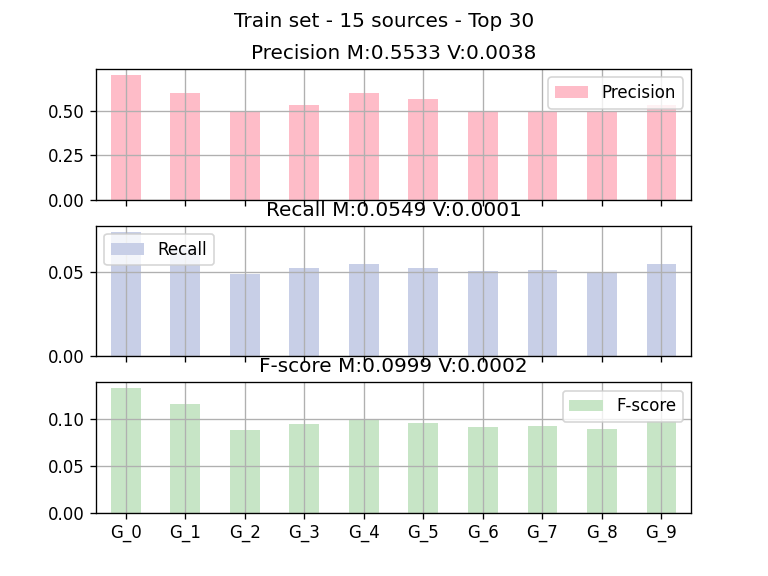 Train set - 15 sources - Top 30
Precision M:0.5533 V:0.0038
0.50
0.25
0.00
Precision
Recall M:0.0549 V:0.0001
0.05
0.00
Recall
F-score M:0.0999 V:0.0002
0.10
0.05
0.00
F-score
G_0 G_1 G_2 G_3 G_4 G_5 G_6 G_7 G_8 G_9